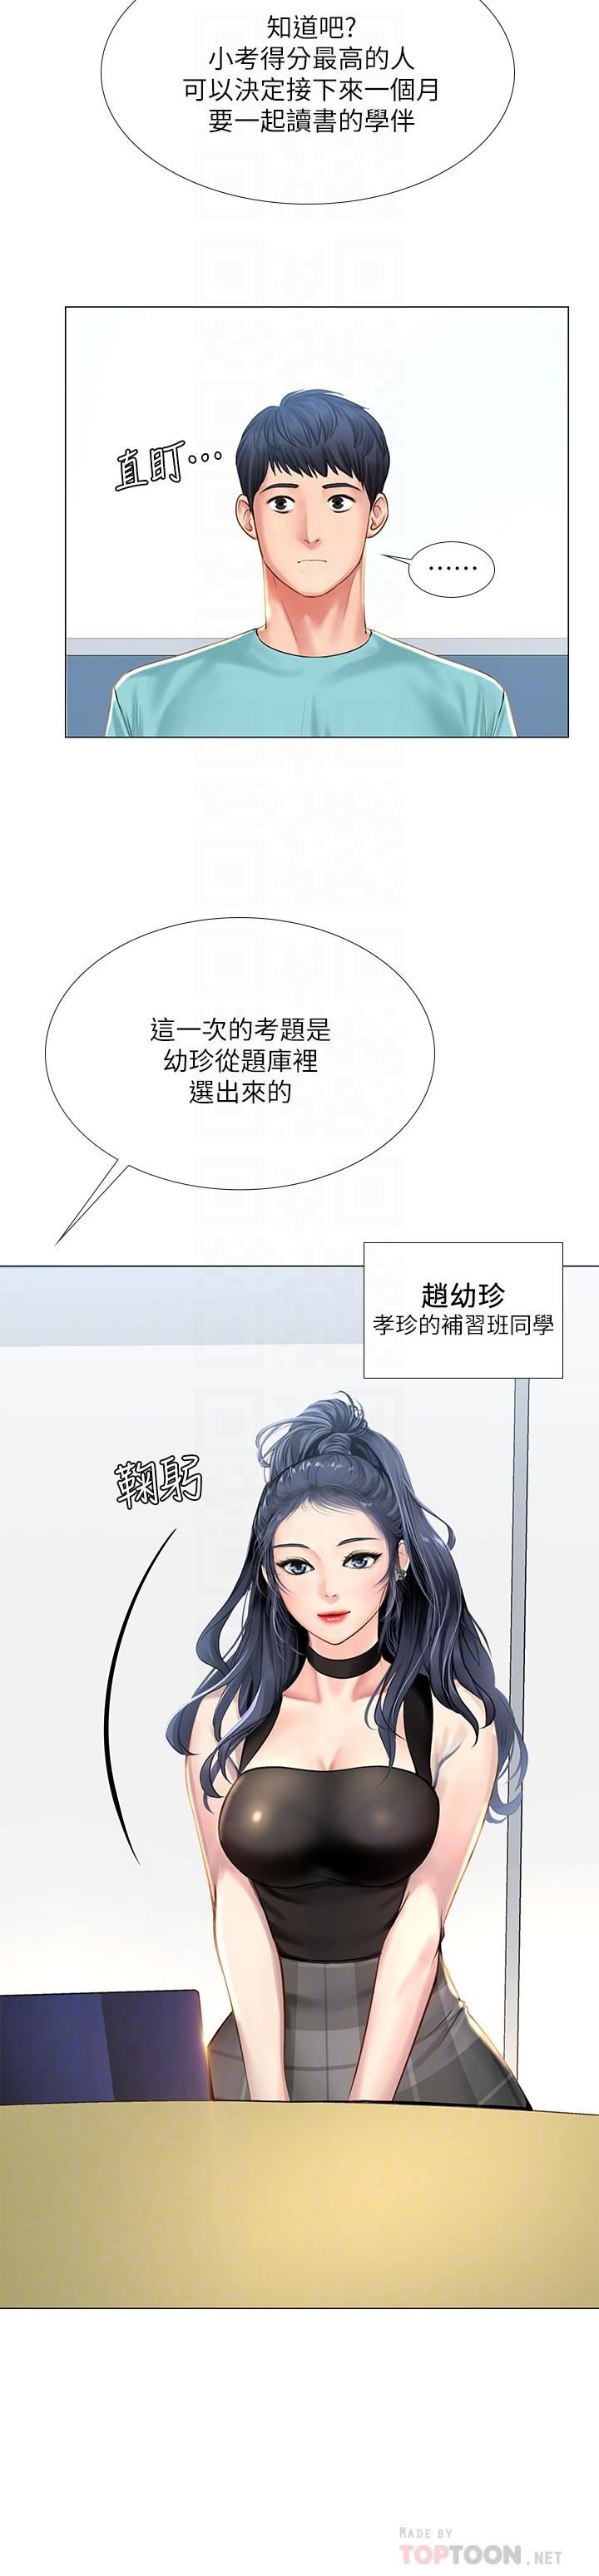 知道吧?
小考得分最高的人
可以決定接下來一個月
要一起讀書的學伴
直盯…
……
這一次的考題是
幼珍從題庫裡
選出來的
趙幼珍
孝珍的補習班同學
鞠躬
MADE BY
TOPTOON.NET